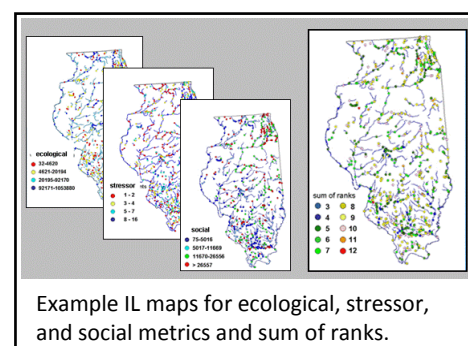 ecological
32-4620
4621-20194
20195-92170
92171-1053880
stressor
1 - 2
3 - 4
5 - 7
8 - 16
social
75-5016
5017-11669
11670-26556
> 26557
sum of ranks
3 8
4 9
5 10
6 11
7 12
Example IL maps for ecological, stressor,
and social metrics and sum of ranks.